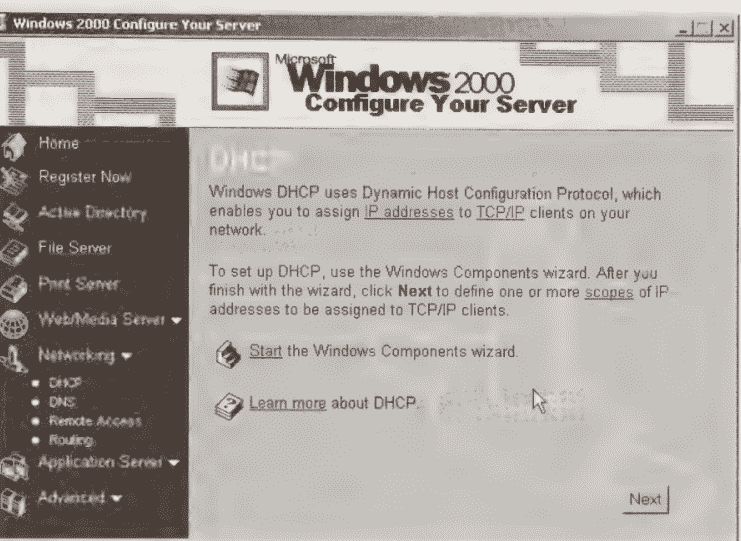 Windows 2000 Configure Your Server
Microsoft
Windows 2000
Configure Your Server
Home
Register Now
Active Directory
File Server
Print Server
Web/Media Server
Networking
DHCP
DNS
Remote Access
Routing
Application Server
Advanced
DHCP
Windows DHCP uses Dynamic Host Configuration Protocol, which
enables you to assign IP addresses to TCP/IP clients on your
network.
To set up DHCP, use the Windows Components wizard. After you
finish with the wizard, click Next to define one or more scopes of IP
addresses to be assigned to TCP/IP clients.
Start the Windows Components wizard.
Learn more about DHCP.
Next